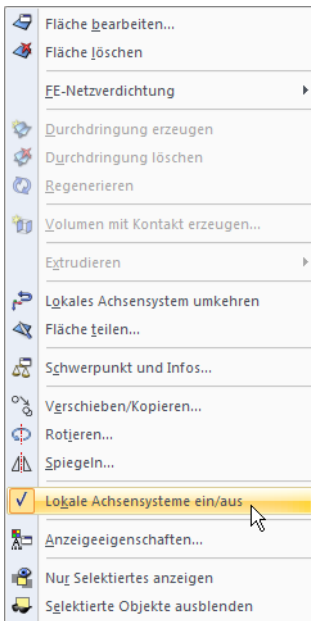 Fläche bearbeiten...
Fläche löschen
FE-Netzverdichtung
Durchdringung erzeugen
Durchdringung löschen
Regenerieren
Volumen mit Kontakt erzeugen...
Extrudieren
Lokales Achsensystem umkehren
Fläche teilen...
Schwerpunkt und Infos...
Verschieben/Kopieren...
Rotieren...
Spiegeln...
Lokale Achsensysteme ein/aus
Anzeigeeigenschaften...
Nur Selektiertes anzeigen
Selektierte Objekte ausblenden